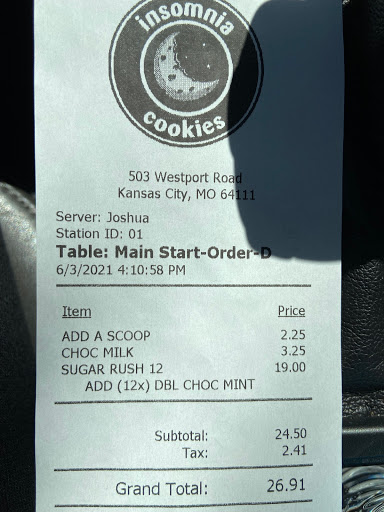 insomnia
cookies
503 Westport Road
Kansas City, MO 64111
Server: Joshua
Station ID: 01
Table: Main Start-Order-D
6/3/2021 4:10:58 PM
Item Price
ADD A SCOOP 2.25
CHOC MILK 3.25
SUGAR RUSH 12 19.00
ADD (12x) DBL CHOC MINT
Subtotal: 24.50
Tax: 2.41
Grand Total: 26.91